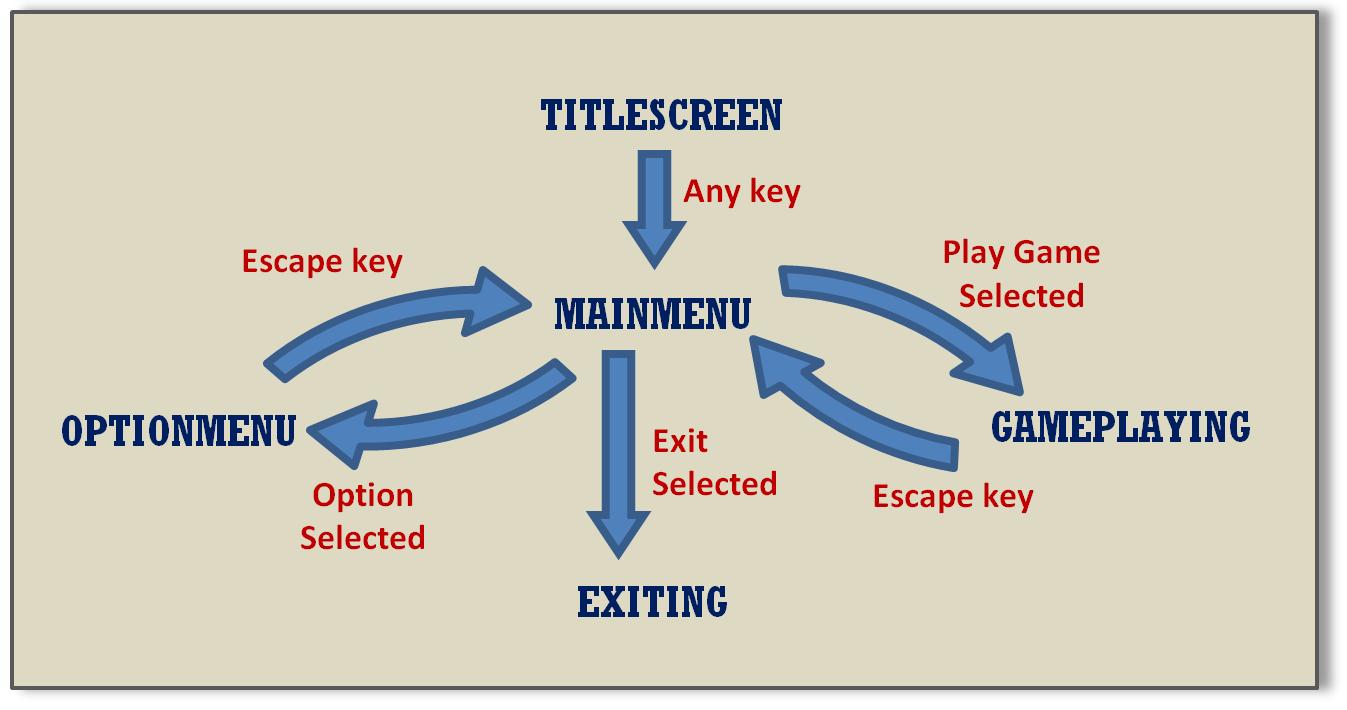 TITLESCREEN
Any key
Escape key
Play Game
Selected
MAINMENU
OPTIONMENU
GAMEPLAYING
Exit
Selected
Option
Selected
Escape key
EXITING